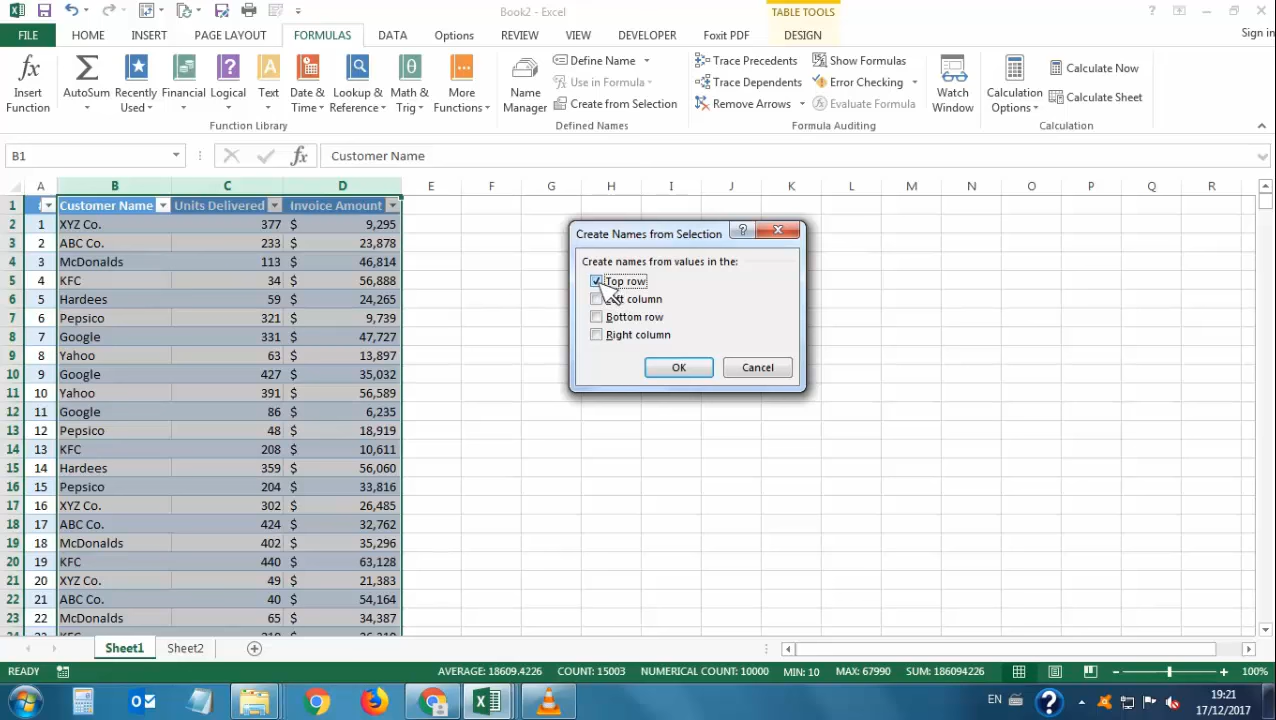 Book2 - Excel
TABLE TOOLS
FILE HOME INSERT PAGE LAYOUT FORMULAS DATA Options REVIEW VIEW DEVELOPER Foxit PDF DESIGN Sign in
Insert Function
AutoSum
Recently Used
Financial
Logical
Text
Date & Time
Lookup & Reference
Math & Trig
More Functions
Function Library
Name Manager
Define Name
Use in Formula
Create from Selection
Defined Names
Trace Precedents
Trace Dependents
Remove Arrows
Show Formulas
Error Checking
Evaluate Formula
Formula Auditing
Watch Window
Calculation Options
Calculate Now
Calculate Sheet
Calculation
B1 fx Customer Name
A B C D E F G H I J K L M N O P Q R
1 Customer Name Units Delivered Invoice Amount
2 1 XYZ Co. 377 $ 9,295
3 2 ABC Co. 233 $ 23,878
4 3 McDonalds 113 $ 46,814
5 4 KFC 34 $ 56,888
6 5 Hardees 59 $ 24,265
7 6 Pepsico 321 $ 9,739
8 7 Google 331 $ 47,727
9 8 Yahoo 63 $ 13,897
10 9 Google 427 $ 35,032
11 10 Yahoo 391 $ 56,589
12 11 Google 86 $ 6,235
13 12 Pepsico 48 $ 18,919
14 13 KFC 208 $ 10,611
15 14 Hardees 359 $ 56,060
16 15 Pepsico 204 $ 33,816
17 16 XYZ Co. 302 $ 26,485
18 17 ABC Co. 424 $ 32,762
19 18 McDonalds 402 $ 35,296
20 19 KFC 440 $ 63,128
21 20 XYZ Co. 49 $ 21,383
22 21 ABC Co. 40 $ 54,164
23 22 McDonalds 65 $ 34,387
Create Names from Selection
Create names from values in the:
Top row
column
Bottom row
Right column
OK Cancel
Sheet1 Sheet2
READY AVERAGE: 18609.4226 COUNT: 15003 NUMERICAL COUNT: 10000 MIN: 10 MAX: 67990 SUM: 186094226 100%
EN 19:21
17/12/2017